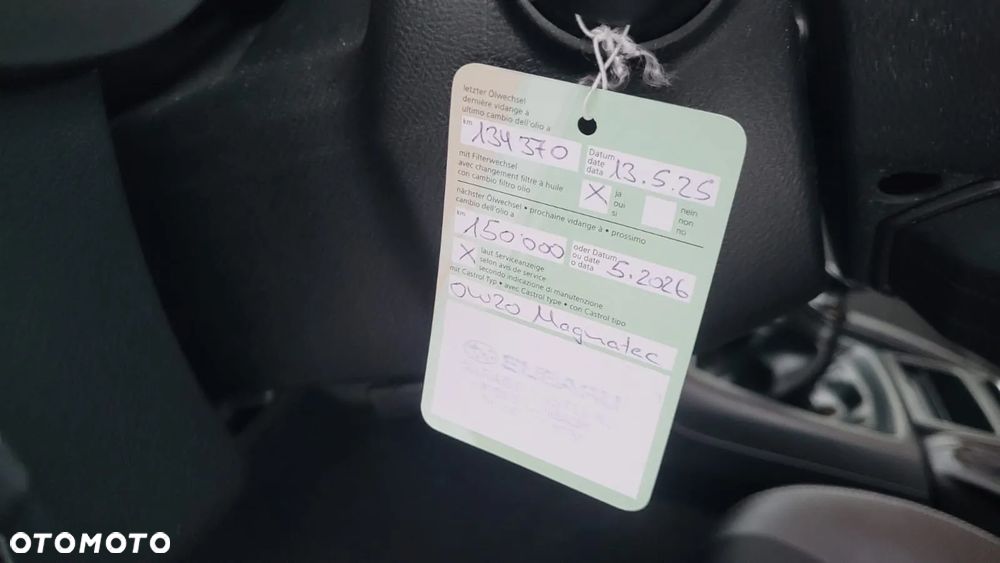 letzter Ölwechsel
dernière vidange a
ultimo cambio dell'olio a
km 134 370
Datum
date
data 13.5.25
mit Filterwechsel
avec changement filtre à huile
con cambio filtro olio
X ja
oui
si
nein
non
no
nächster Ölwechsel • prochaine vidange à • prossimo
cambio dell'olio a
km 150'000
oder Datum
ou date
o data 5.2026
X laut Serviceanzeige
selon avis de service
secondo indicazione di manutenzione
mit Castrol Typ • avec Castrol type • con Castrol tipo
0W20 Magnatec
OTOMOTO